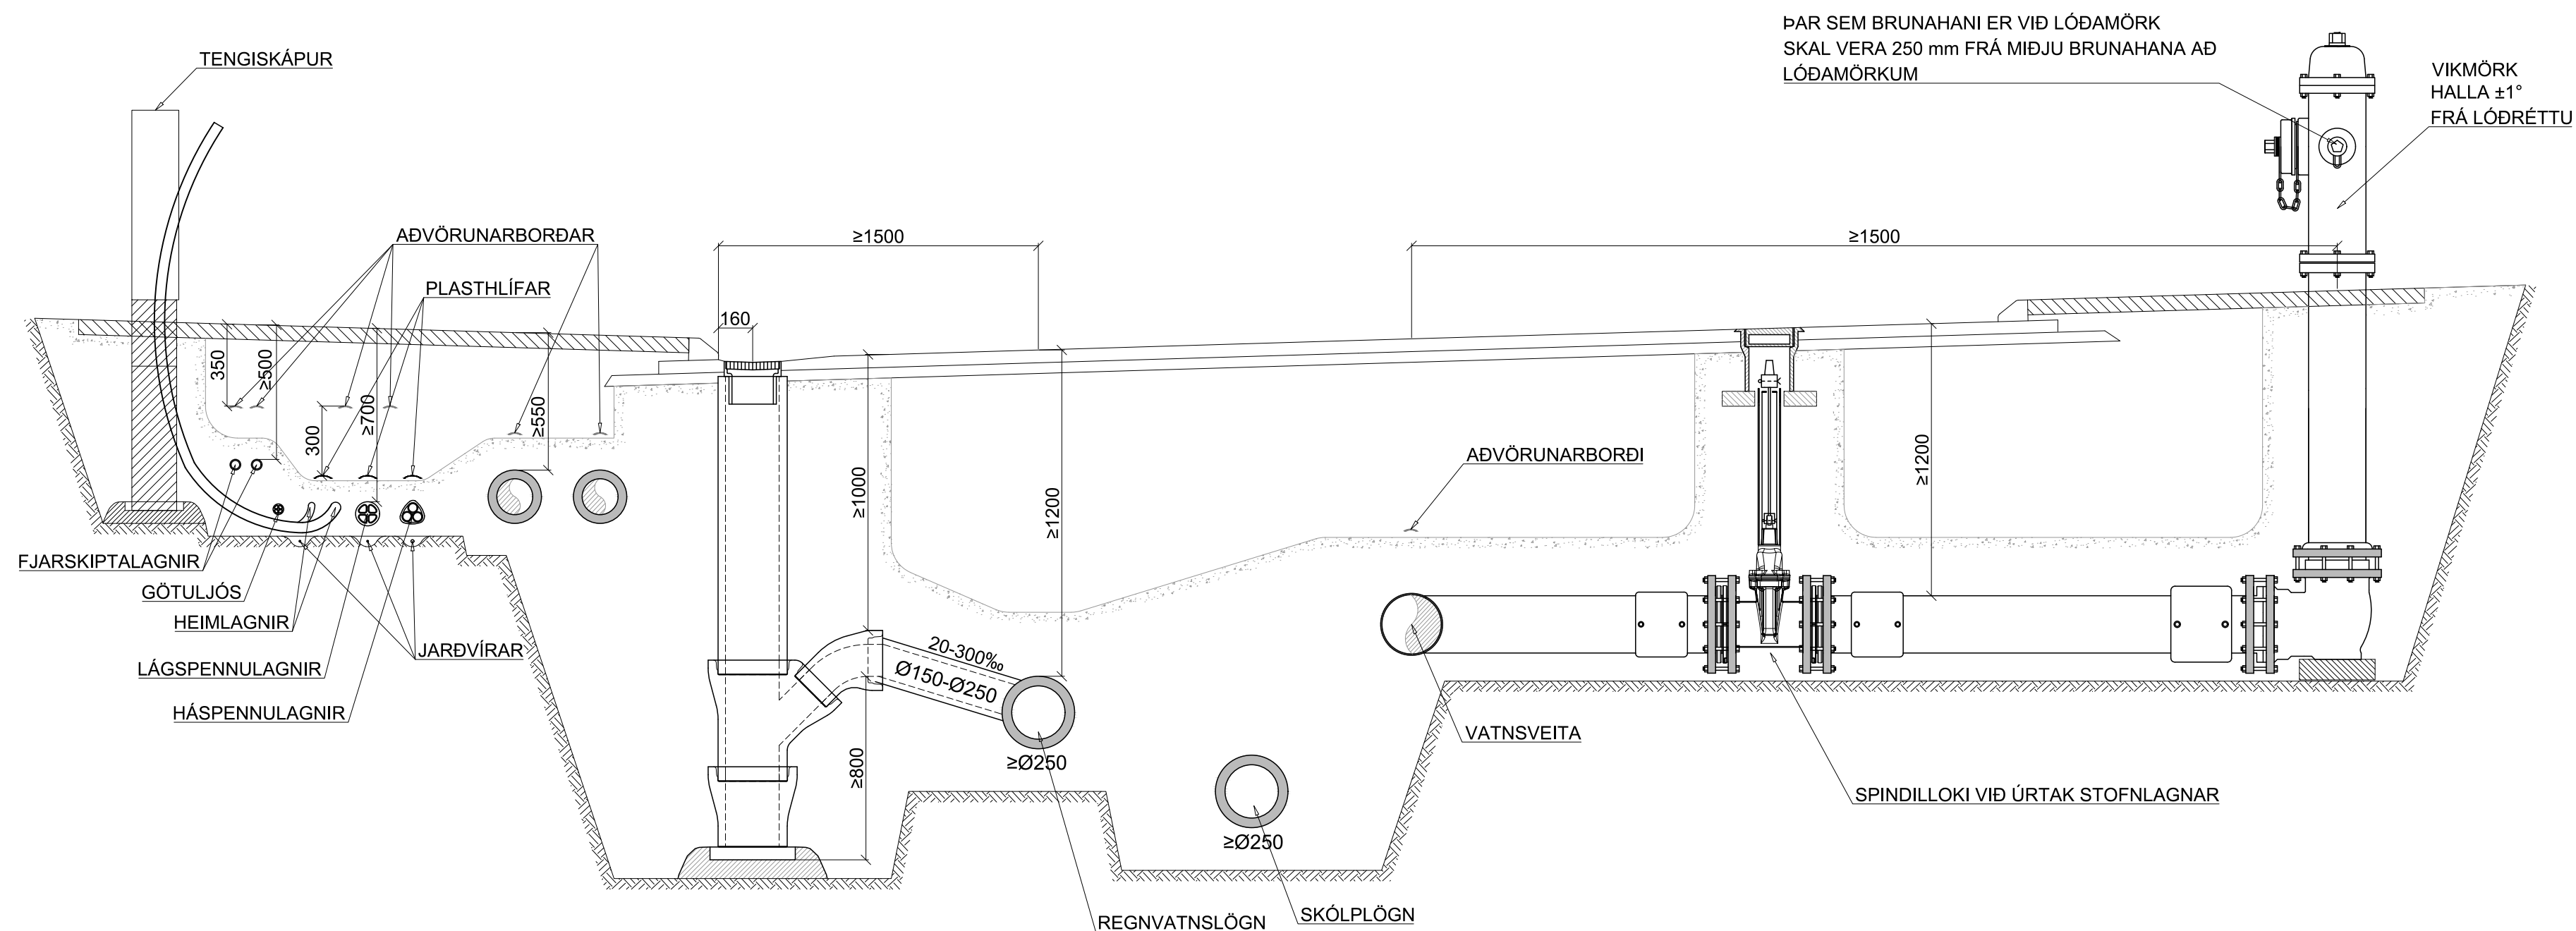 ÞAR SEM BRUNAHANI ER VIÐ LÓÐAMÖRK
SKAL VERA 250 mm FRÁ MIÐJU BRUNAHANA AÐ
LÓÐAMÖRKUM
TENGISKÁPUR
VIKMÖRK
HALLA ±1°
FRÁ LÓÐRÉTTU
AÐVÖRUNARBORÐAR
≥1500
≥1500
PLASTHLÍFAR
160
350
≥500
300
≥700
≥550
≥1000
≥1200
≥1200
AÐVÖRUNARBORÐI
FJARSKIPTALAGNIR
GÖTULJÓS
HEIMLAGNIR
JARÐVÍRAR
LÁGSPENNULAGNIR
HÁSPENNULAGNIR
20-300‰
Ø150-Ø250
≥800
≥Ø250
VATNSVEITA
SPINDILLOKI VIÐ ÚRTAK STOFNLAGNAR
≥Ø250
REGNVATNSLÖGN
SKÓLPLÖGN